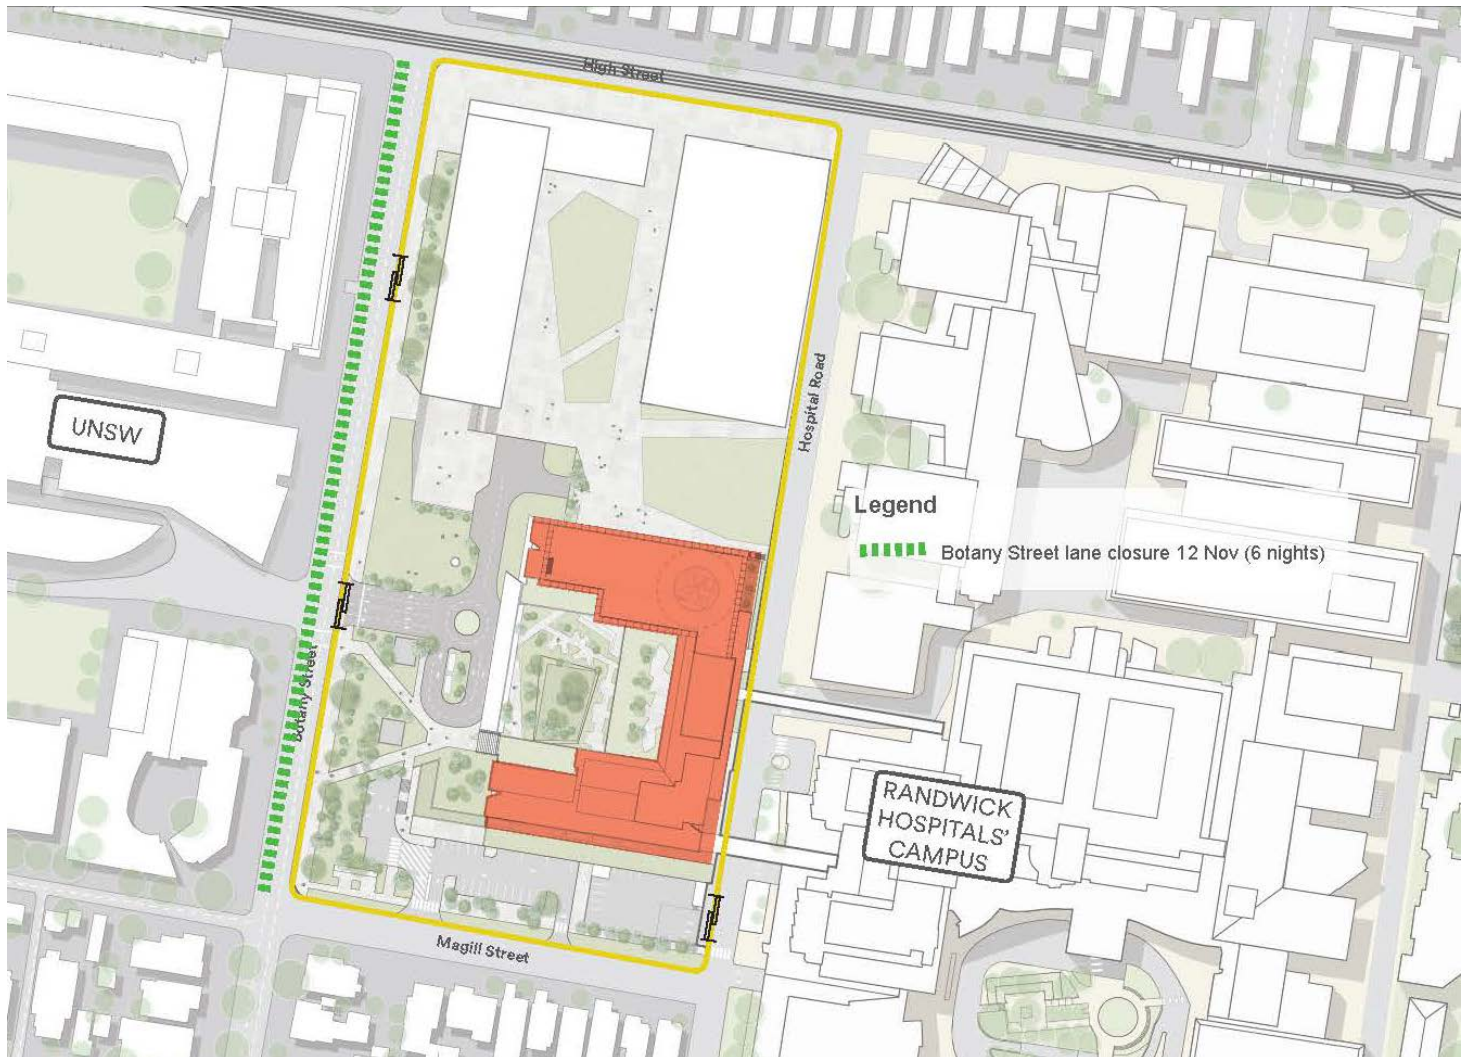 High Street
UNSW
Hospital Road
Legend
Botany Street lane closure 12 Nov (6 nights)
Botany Street
RANDWICK
HOSPITALS'
CAMPUS
Magill Street